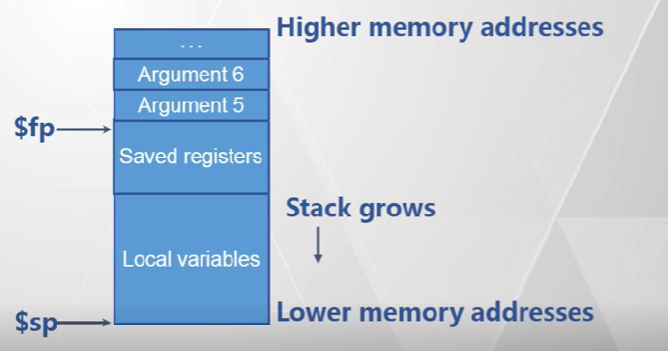 Higher memory addresses
...
Argument 6
Argument 5
$fp
Saved registers
Stack grows
Local variables
$sp
Lower memory addresses